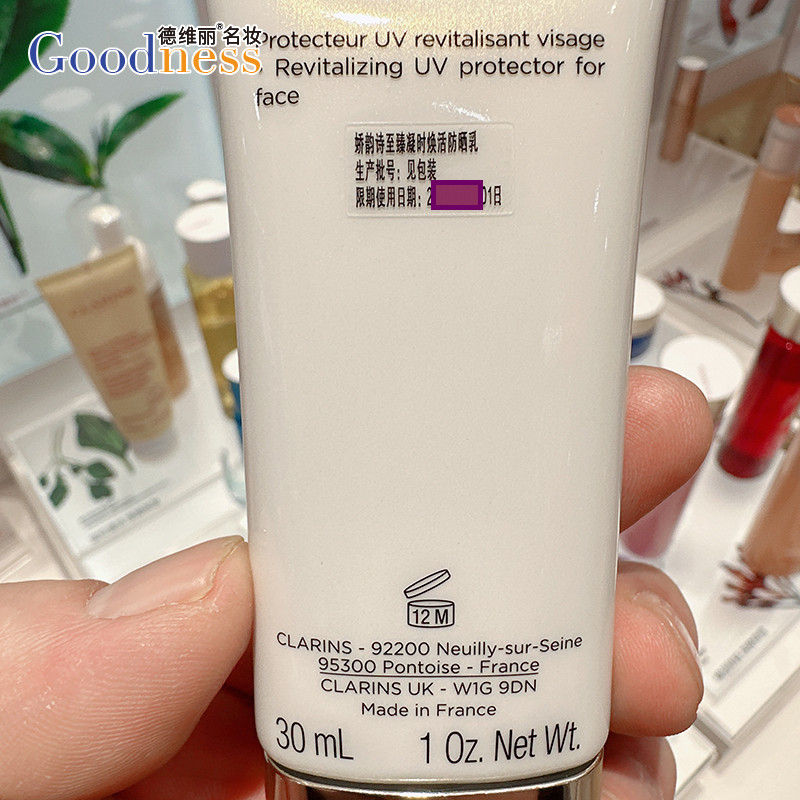 德维丽®名妆
Goodness
Protecteur UV revitalisant visage
Revitalizing UV protector for
face
娇韵诗至臻凝时焕活防晒乳
生产批号：见包装
限期使用日期：2 01日
CLARINS
12 M
CLARINS - 92200 Neuilly-sur-Seine
95300 Pontoise - France
CLARINS UK - W1G 9DN
Made in France
30 mL 1 Oz. Net Wt.